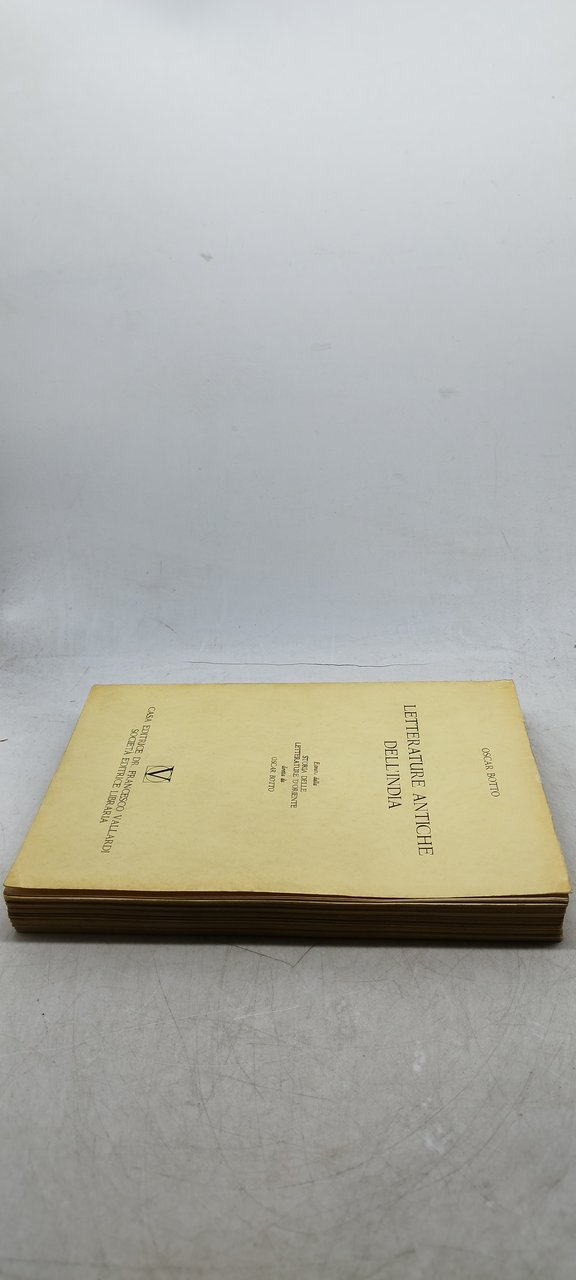 OSCAR BOTTO
LETTERATURE ANTICHE
DELL'INDIA
Estratto dalla
STORIA DELLE
LETTERATURE D'ORIENTE
diretta da
OSCAR BOTTO
V
CASA EDITRICE DR. FRANCESCO VALLARDI
SOCIETÀ EDITRICE LIBRARIA